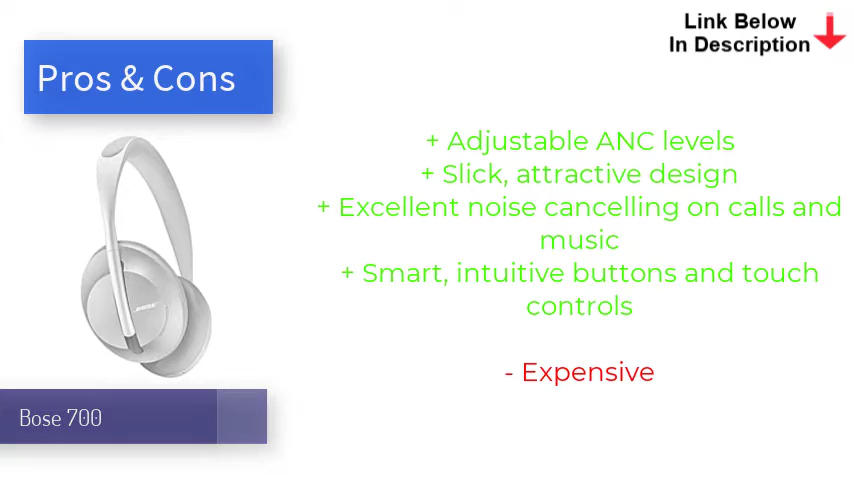 Link Below
In Description
Pros & Cons
+ Adjustable ANC levels
+ Slick, attractive design
+ Excellent noise cancelling on calls and
music
+ Smart, intuitive buttons and touch
controls
- Expensive
BOSE
Bose 700